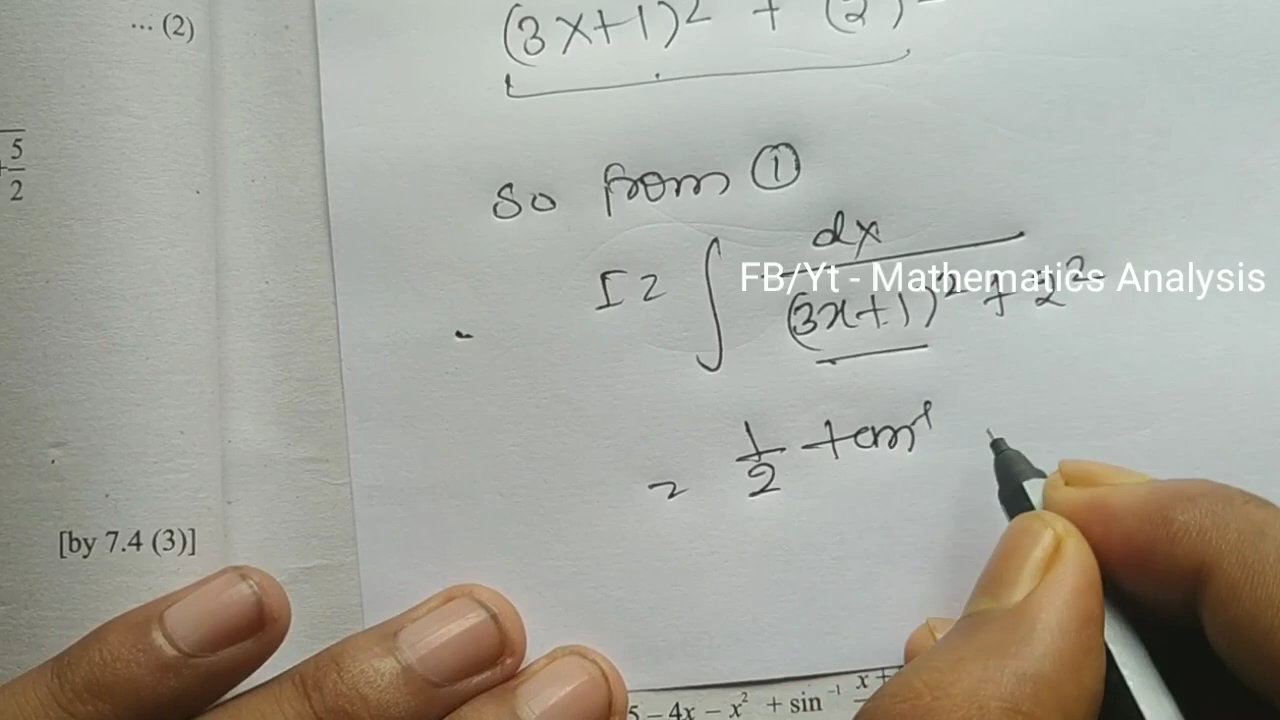 ... (2)
(3x+1)² + (2)²
5/2
So from ①
I = ∫ dx / (3x+1)² + 2²
FB/Yt - Mathematics Analysis
= 1/2 tan⁻¹
[by 7.4 (3)]
5 – 4x – x² + sin⁻¹ x+